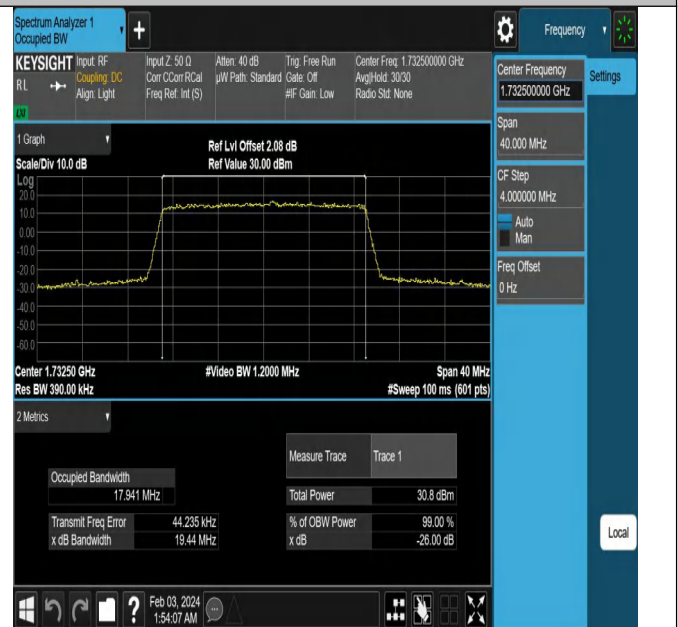 Spectrum Analyzer 1
Occupied BW
Frequency
KEYSIGHT
RL
LXI
Input: RF
Coupling: DC
Align: Light
Input Z: 50 Ω
Corr CCorr RCal
Freq Ref: Int (S)
Atten: 40 dB
µW Path: Standard
Trig: Free Run
Gate: Off
#IF Gain: Low
Center Freq: 1.732500000 GHz
Avg|Hold: 30/30
Radio Std: None
Center Frequency
1.732500000 GHz
Settings
Span
40.000 MHz
CF Step
4.000000 MHz
Auto
Man
Freq Offset
0 Hz
1 Graph
Scale/Div 10.0 dB
Ref Lvl Offset 2.08 dB
Ref Value 30.00 dBm
Log
20.0
10.0
0.00
-10.0
-20.0
-30.0
-40.0
-50.0
-60.0
Center 1.73250 GHz
#Video BW 1.2000 MHz
Span 40 MHz
Res BW 390.00 kHz
#Sweep 100 ms (601 pts)
2 Metrics
Measure Trace
Trace 1
Occupied Bandwidth
17.941 MHz
Total Power
30.8 dBm
Transmit Freq Error
44.235 kHz
% of OBW Power
99.00 %
x dB Bandwidth
19.44 MHz
x dB
-26.00 dB
Local
?
Feb 03, 2024
1:54:07 AM